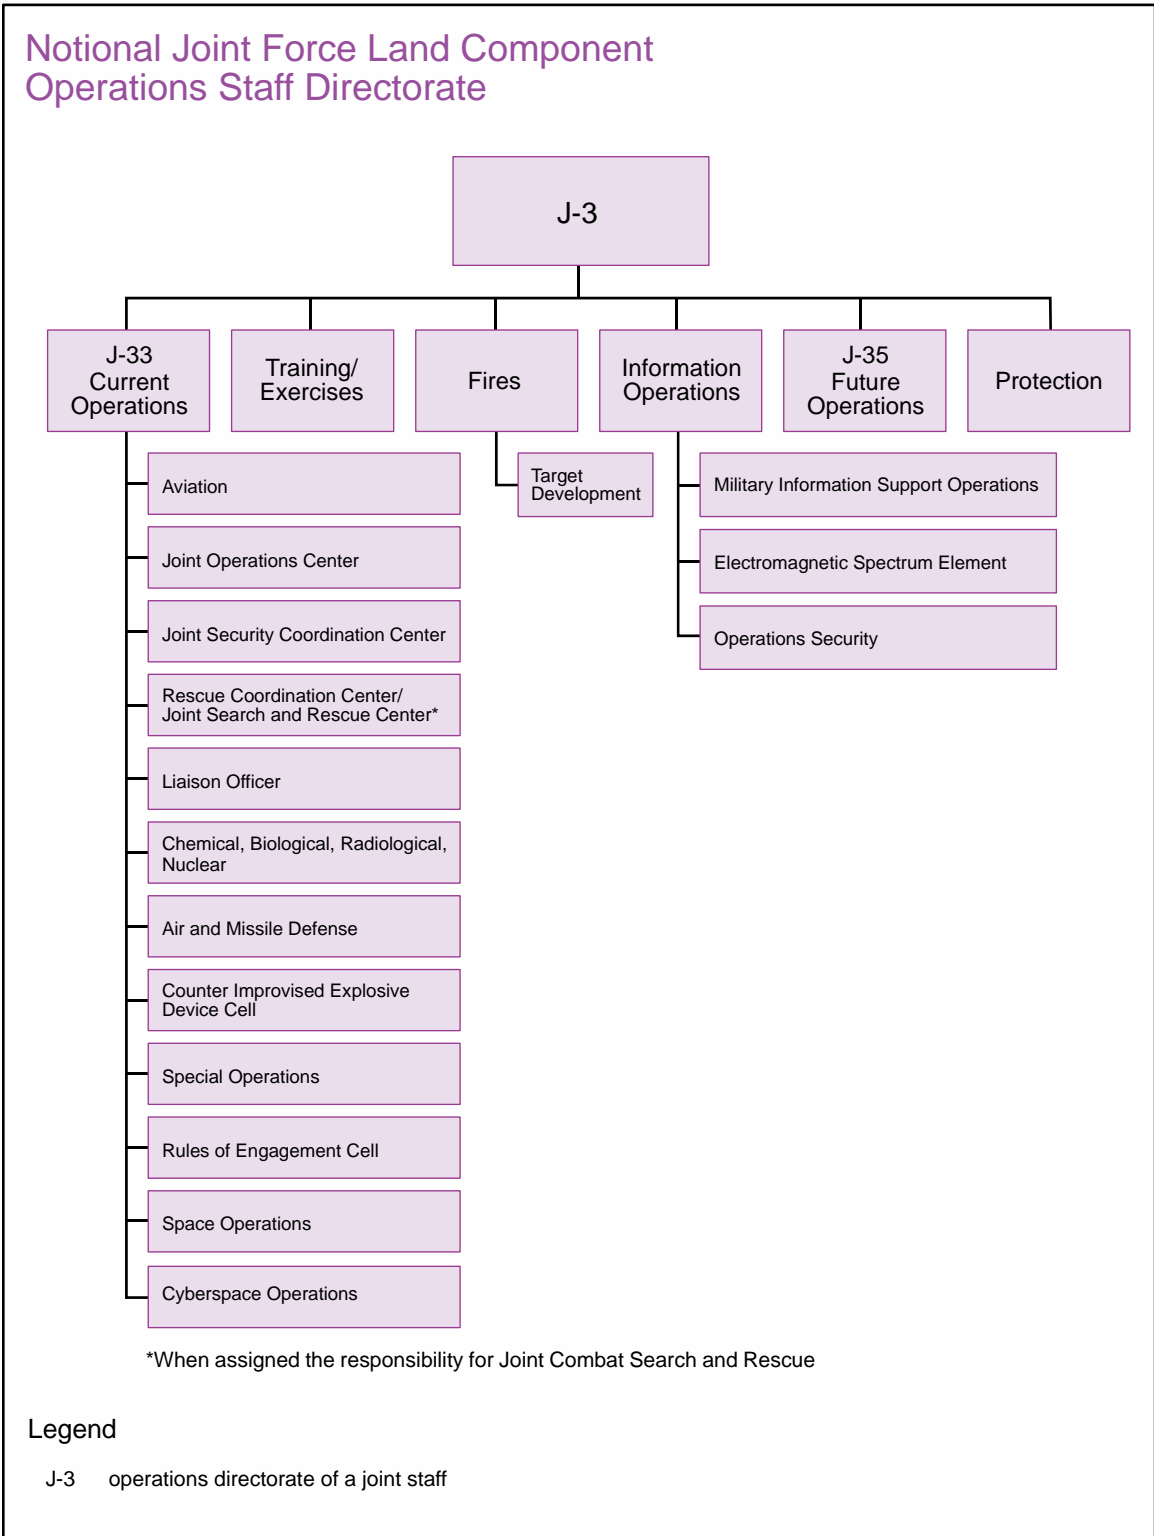 Notional Joint Force Land Component
Operations Staff Directorate
J-3
J-33
Current
Operations
Training/
Exercises
Fires
Information
Operations
J-35
Future
Operations
Protection
Aviation
Joint Operations Center
Joint Security Coordination Center
Rescue Coordination Center/
Joint Search and Rescue Center*
Liaison Officer
Chemical, Biological, Radiological,
Nuclear
Air and Missile Defense
Counter Improvised Explosive
Device Cell
Special Operations
Rules of Engagement Cell
Space Operations
Cyberspace Operations
Target
Development
Military Information Support Operations
Electromagnetic Spectrum Element
Operations Security
*When assigned the responsibility for Joint Combat Search and Rescue
Legend
J-3 operations directorate of a joint staff